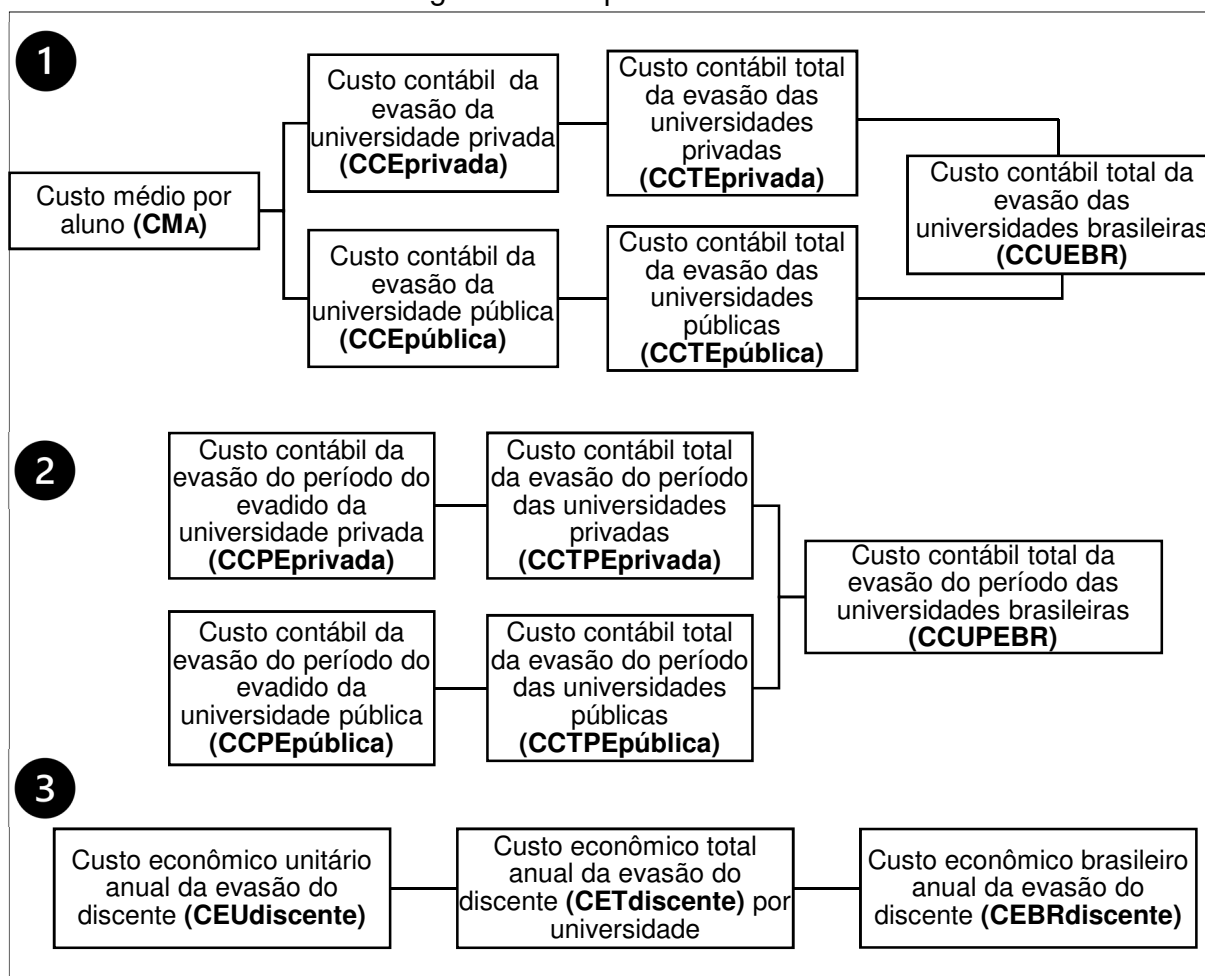 1
Custo médio por
aluno (CMA)
Custo contábil da
evasão da
universidade privada
(CCEprivada)
Custo contábil total
da evasão das
universidades
privadas
(CCTEprivada)
Custo contábil da
evasão da
universidade pública
(CCEpública)
Custo contábil total
da evasão das
universidades
públicas
(CCTEpública)
Custo contábil total da
evasão das
universidades brasileiras
(CCUEBR)
2
Custo contábil da
evasão do período do
evadido da
universidade privada
(CCPEprivada)
Custo contábil total
da evasão do período
das universidades
privadas
(CCTPEprivada)
Custo contábil da
evasão do período do
evadido da
universidade pública
(CCPEpública)
Custo contábil total
da evasão do período
das universidades
públicas
(CCTPEpública)
Custo contábil total da
evasão do período das
universidades brasileiras
(CCUPEBR)
3
Custo econômico unitário
anual da evasão do
discente (CEUdiscente)
Custo econômico total
anual da evasão do
discente (CETdiscente) por
universidade
Custo econômico brasileiro
anual da evasão do
discente (CEBRdiscente)